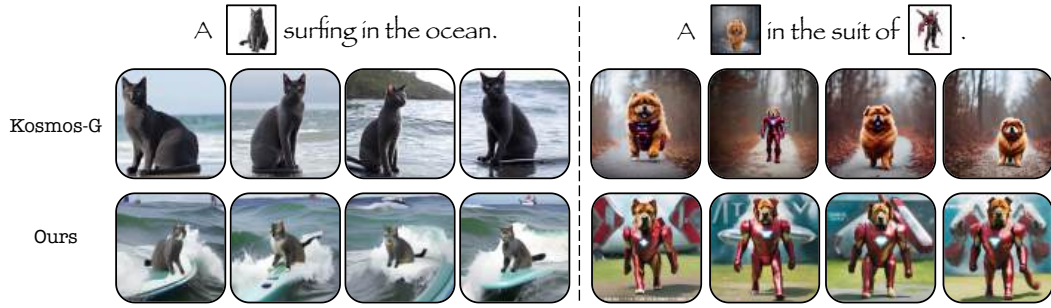 A surfing in the ocean.
A in the suit of .
Kosmos-G
Ours